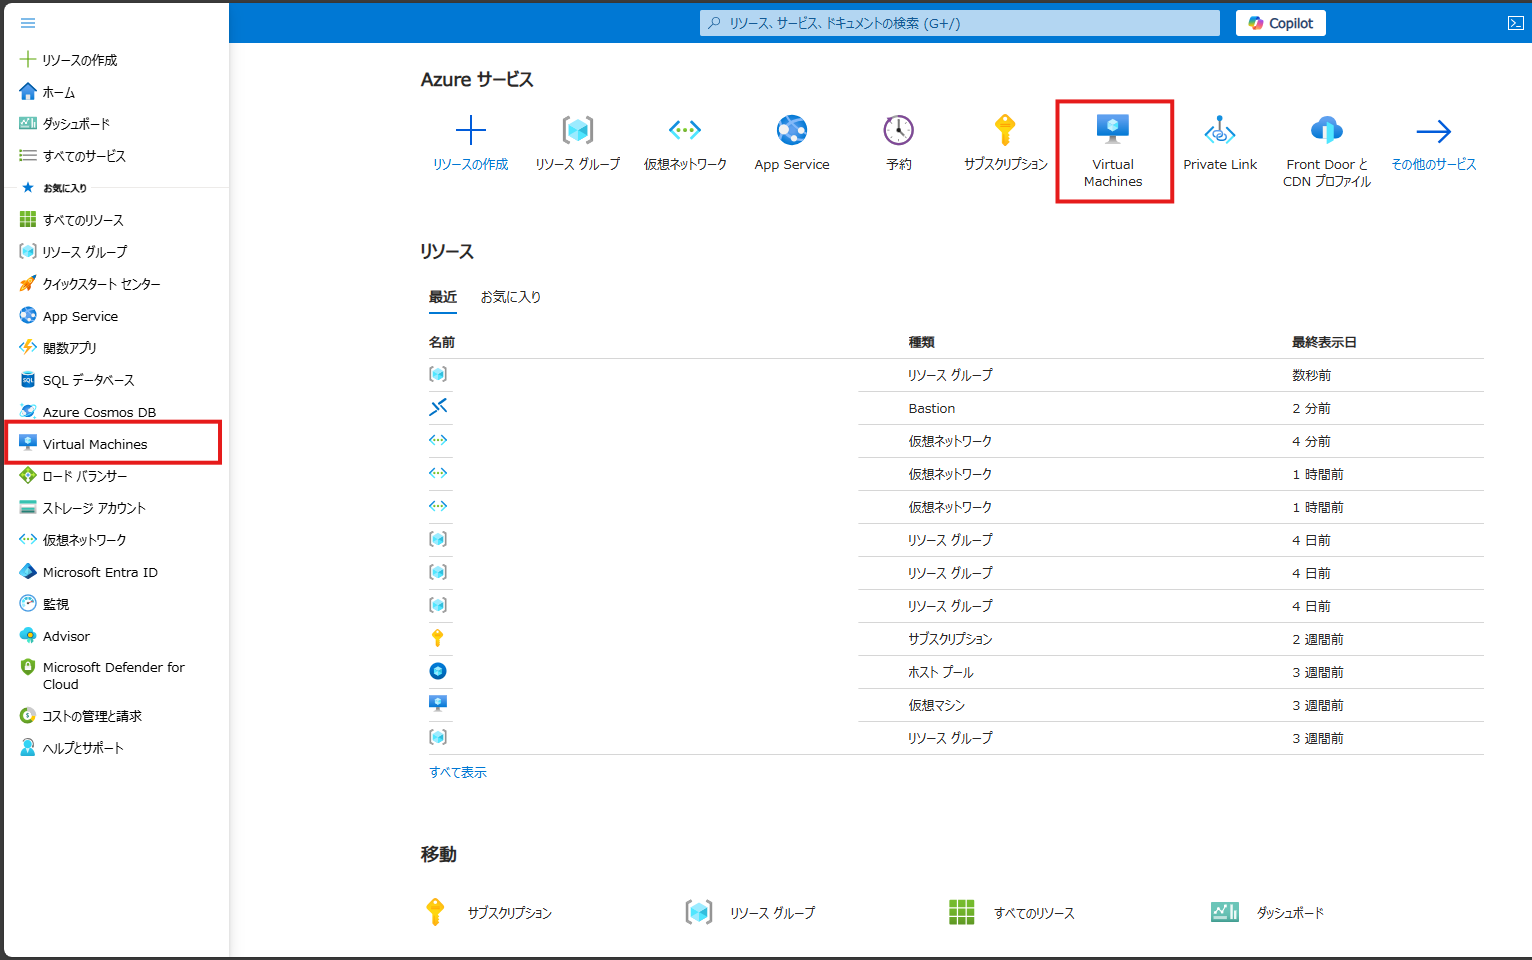 リソース、サービス、ドキュメントの検索 (G+/)
Copilot
リソースの作成
ホーム
ダッシュボード
すべてのサービス
お気に入り
すべてのリソース
リソース グループ
クイックスタート センター
App Service
関数アプリ
SQL データベース
Azure Cosmos DB
Virtual Machines
ロード バランサー
ストレージ アカウント
仮想ネットワーク
Microsoft Entra ID
監視
Advisor
Microsoft Defender for
Cloud
コストの管理と請求
ヘルプとサポート
Azure サービス
リソースの作成
リソース グループ
仮想ネットワーク
App Service
予約
サブスクリプション
Virtual
Machines
Private Link
Front Door と
CDN プロファイル
その他のサービス
リソース
最近 お気に入り
名前 種類 最終表示日
リソース グループ 数秒前
Bastion 2 分前
仮想ネットワーク 4 分前
仮想ネットワーク 1 時間前
仮想ネットワーク 1 時間前
リソース グループ 4 日前
リソース グループ 4 日前
リソース グループ 4 日前
サブスクリプション 2 週間前
ホスト プール 3 週間前
仮想マシン 3 週間前
リソース グループ 3 週間前
すべて表示
移動
サブスクリプション
リソース グループ
すべてのリソース
ダッシュボード